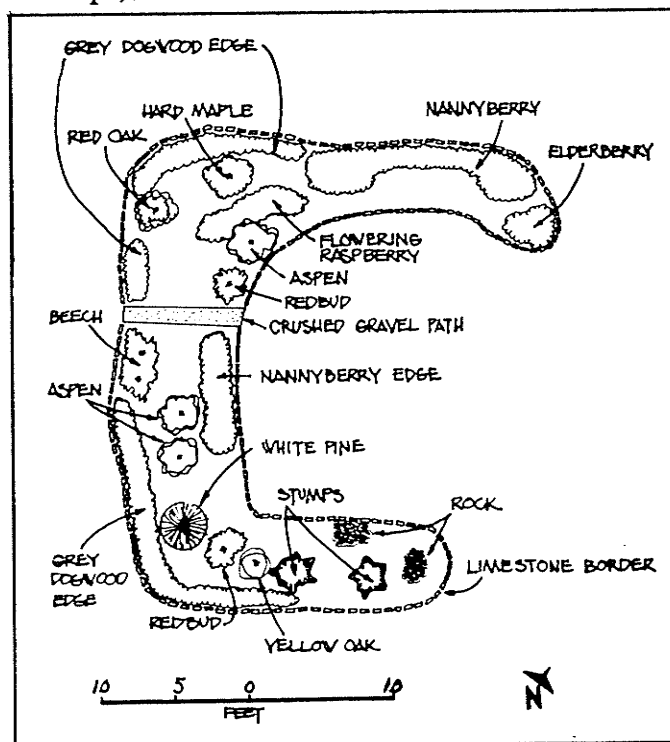 GREY DOGWOOD EDGE
HARD MAPLE
NANNYBERRY
RED OAK
ELDERBERRY
FLOWERING
RASPBERRY
ASPEN
REDBUD
BEECH
CRUSHED GRAVEL PATH
ASPEN
NANNYBERRY EDGE
WHITE PINE
STUMPS
ROCK
GREY
DOGWOOD
EDGE
LIMESTONE BORDER
REDBUD
YELLOW OAK
10 5 0 10
FEET
N